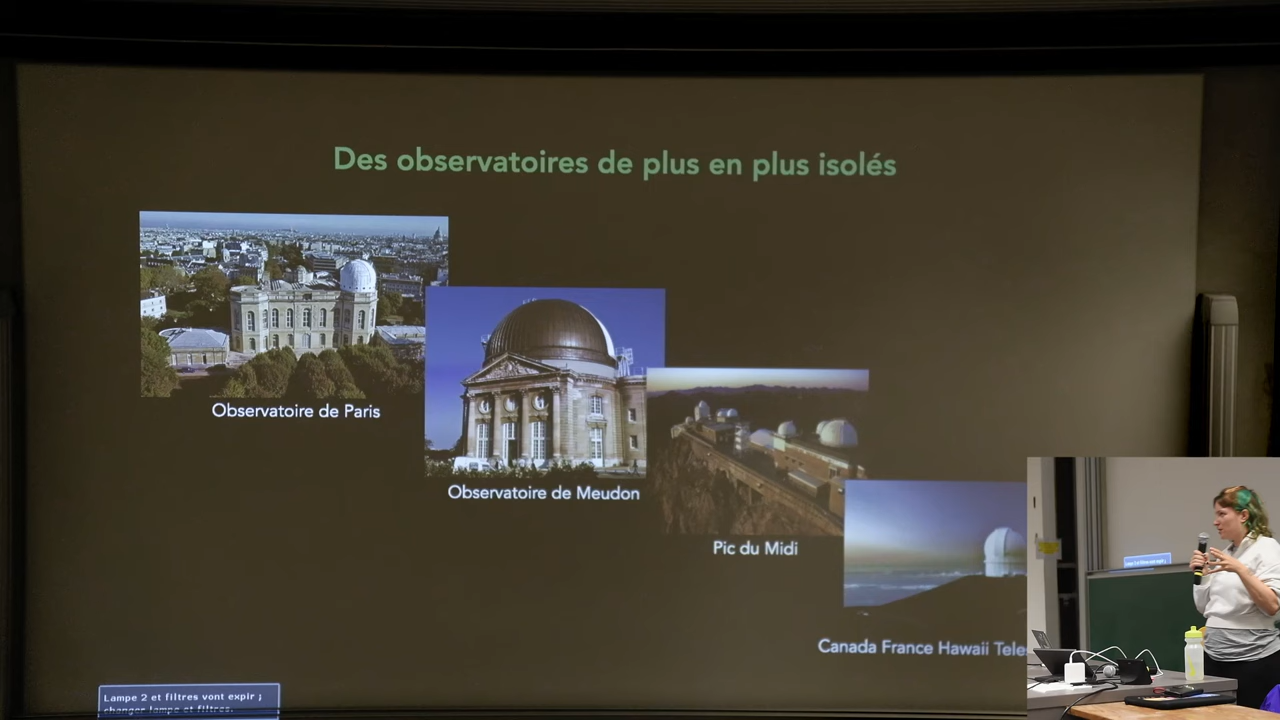 Des observatoires de plus en plus isolés
Observatoire de Paris
Observatoire de Meudon
Pic du Midi
Canada France Hawaii
Lampe 2 et filtres vont expir ;
changer lampe et filtres.